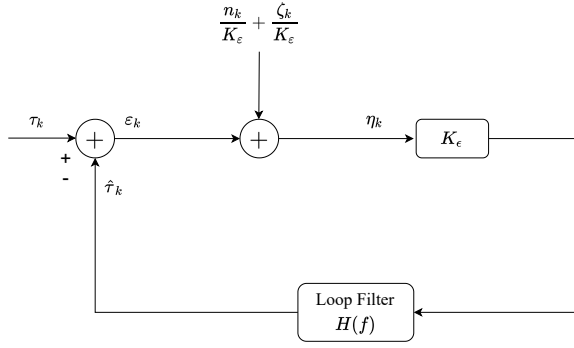 n_k/K_ε + ζ_k/K_ε
τ_k
ε_k
η_k
K_ϵ
+
+
+
-
τ̂_k
Loop Filter
H(f)